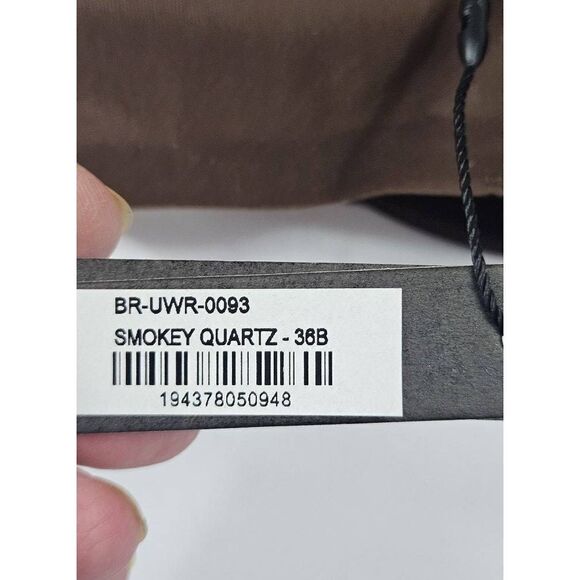 BR-UWR-0093
SMOKEY QUARTZ - 36B
194378050948